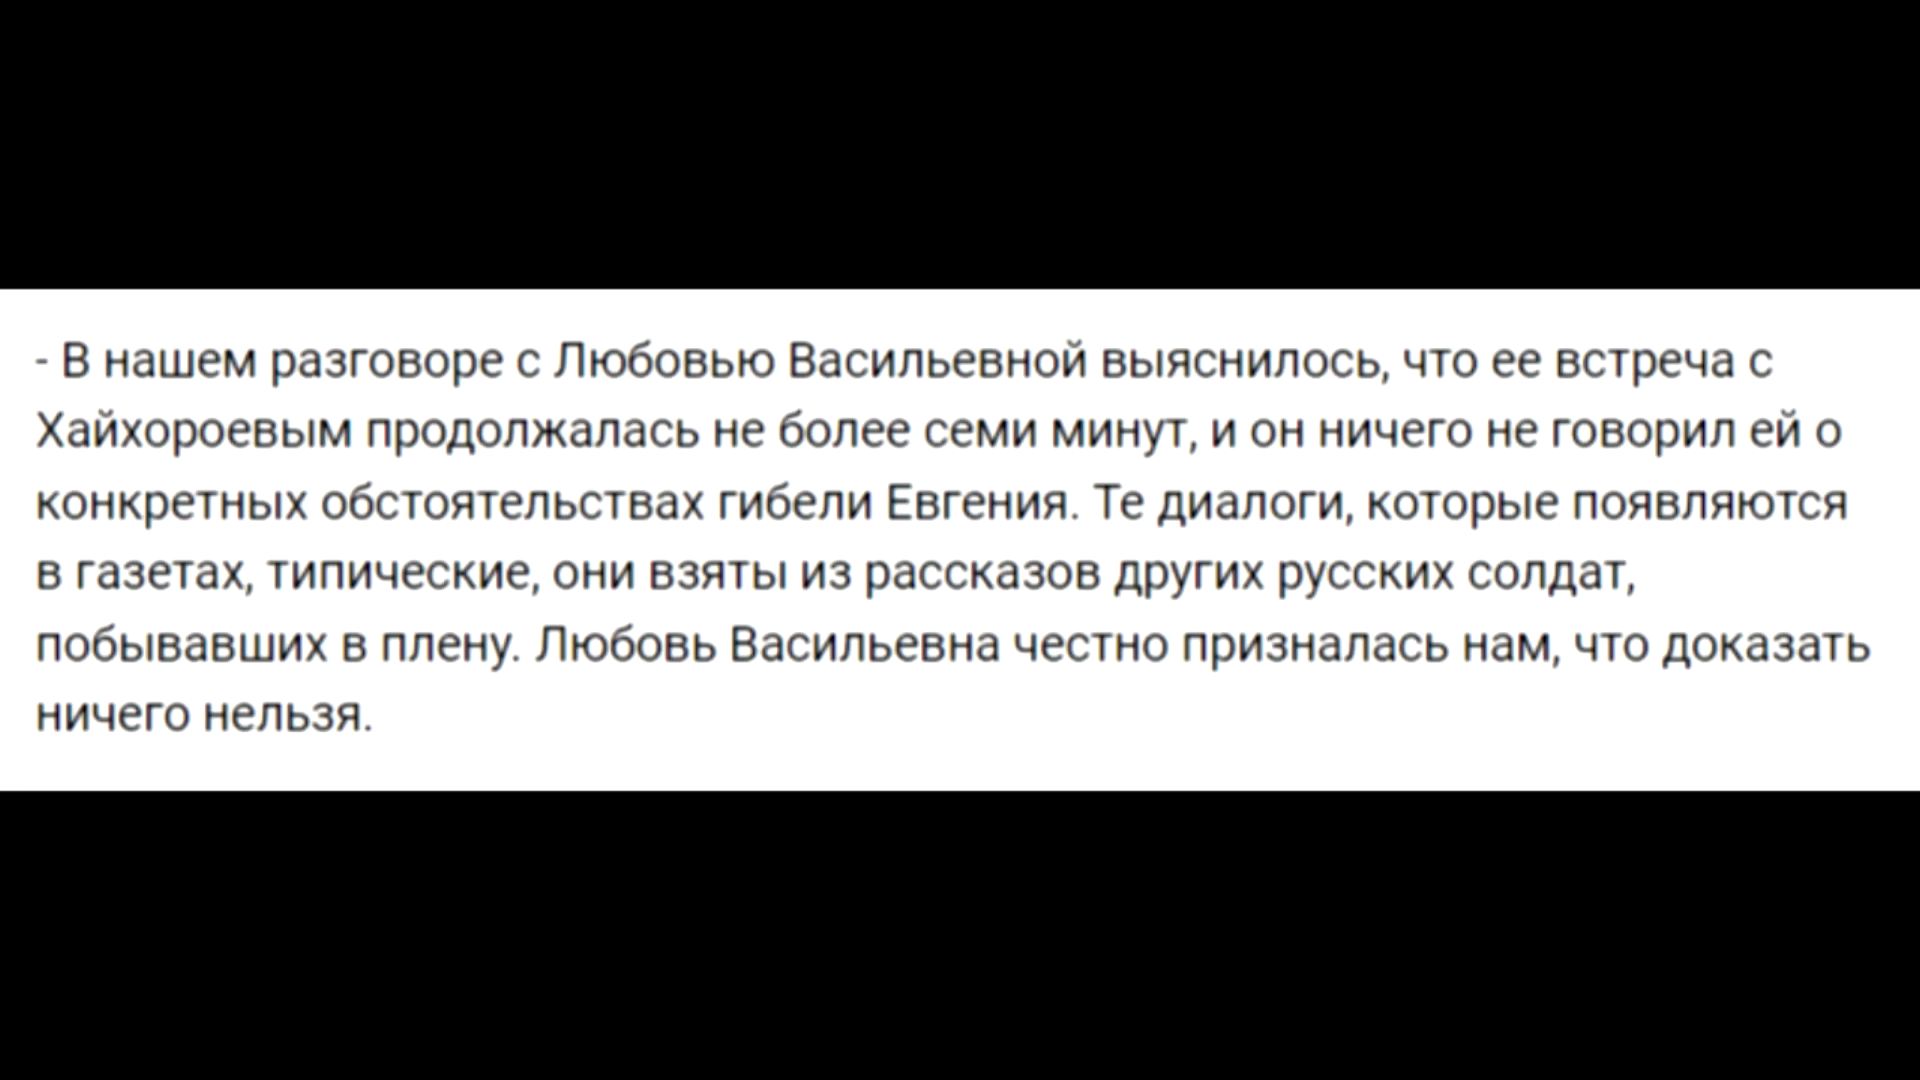 - В нашем разговоре с Любовью Васильевной выяснилось, что ее встреча с
Хайхороевым продолжалась не более семи минут, и он ничего не говорил ей о
конкретных обстоятельствах гибели Евгения. Те диалоги, которые появляются
в газетах, типические, они взяты из рассказов других русских солдат,
побывавших в плену. Любовь Васильевна честно призналась нам, что доказать
ничего нельзя.